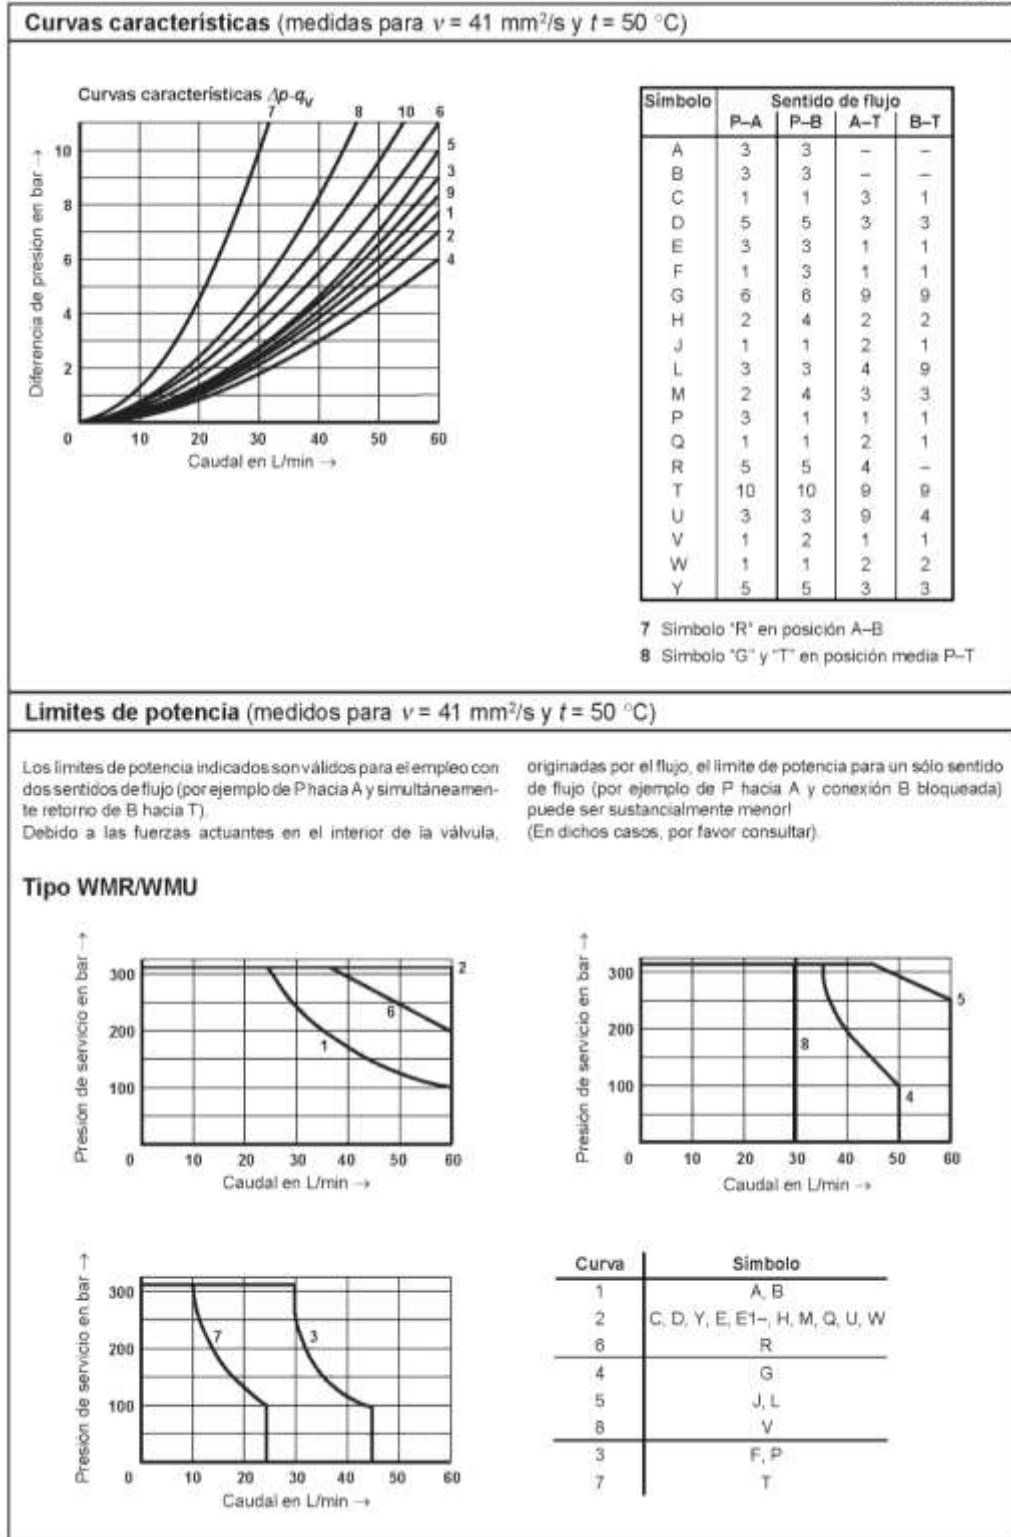 Curvas características (medidas para ν = 41 mm²/s y t = 50 °C)
Curvas características Δp-qv
7 8 10 6
5
3
9
1
2
4
Diferencia de presión en bar →
10
8
6
4
2
0 10 20 30 40 50 60
Caudal en L/min →
Símbolo Sentido de flujo
P–A P–B A–T B–T
A 3 3 – –
B 3 3 – –
C 1 1 3 1
D 5 5 3 3
E 3 3 1 1
F 1 3 1 1
G 6 6 9 9
H 2 4 2 2
J 1 1 2 1
L 3 3 4 9
M 2 4 3 3
P 3 1 1 1
Q 1 1 2 1
R 5 5 4 –
T 10 10 9 9
U 3 3 9 4
V 1 2 1 1
W 1 1 2 2
Y 5 5 3 3
7 Símbolo "R" en posición A–B
8 Símbolo "G" y "T" en posición media P–T
Limites de potencia (medidos para ν = 41 mm²/s y t = 50 °C)
Los límites de potencia indicados son válidos para el empleo con
dos sentidos de flujo (por ejemplo de P hacia A y simultáneamen-
te retorno de B hacia T).
Debido a las fuerzas actuantes en el interior de la válvula,
originadas por el flujo, el límite de potencia para un sólo sentido
de flujo (por ejemplo de P hacia A y conexión B bloqueada)
puede ser sustancialmente menor!
(En dichos casos, por favor consultar).
Tipo WMR/WMU
Presión de servicio en bar →
300
200
100
2
6
1
0 10 20 30 40 50 60
Caudal en L/min →
Presión de servicio en bar →
300
200
100
5
8
4
0 10 20 30 40 50 60
Caudal en L/min →
Presión de servicio en bar →
300
200
100
7 3
0 10 20 30 40 50 60
Caudal en L/min →
Curva Símbolo
1 A, B
2 C, D, Y, E, E1–, H, M, Q, U, W
6 R
4 G
5 J, L
8 V
3 F, P
7 T